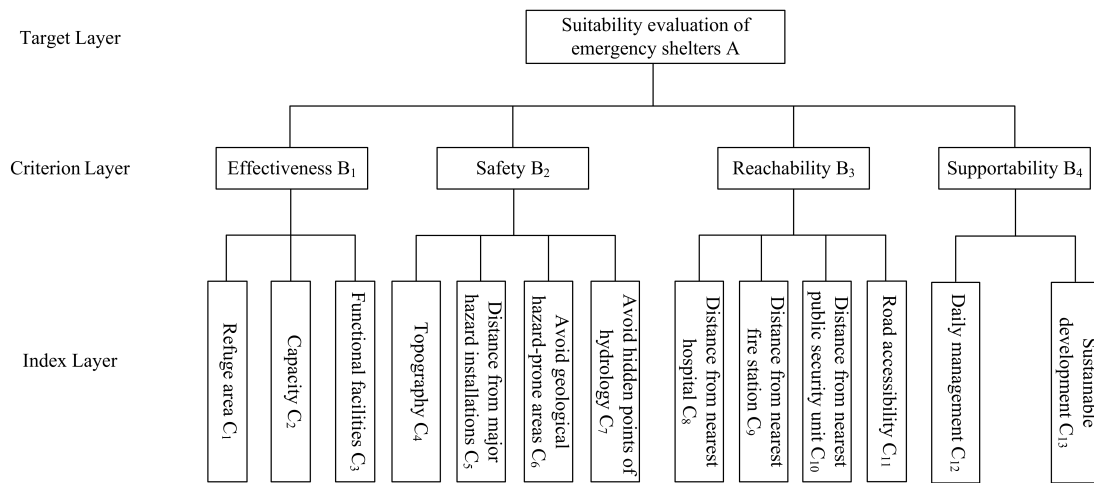 Target Layer
Suitability evaluation of
emergency shelters A
Criterion Layer
Effectiveness B₁
Safety B₂
Reachability B₃
Supportability B₄
Index Layer
Refuge area C₁
Capacity C₂
Functional facilities C₃
Topography C₄
Distance from major
hazard installations C₅
Avoid geological
hazard-prone areas C₆
Avoid hidden points of
hydrology C₇
Distance from nearest
hospital C₈
Distance from nearest
fire station C₉
Distance from nearest
public security unit C₁₀
Road accessibility C₁₁
Daily management C₁₂
Sustainable
development C₁₃